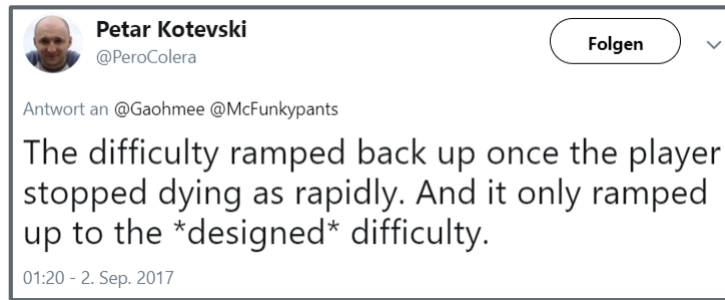 Petar Kotevski
@PeroColera
Folgen
Antwort an @Gaohmee @McFunkypants
The difficulty ramped back up once the player
stopped dying as rapidly. And it only ramped
up to the *designed* difficulty.
01:20 - 2. Sep. 2017